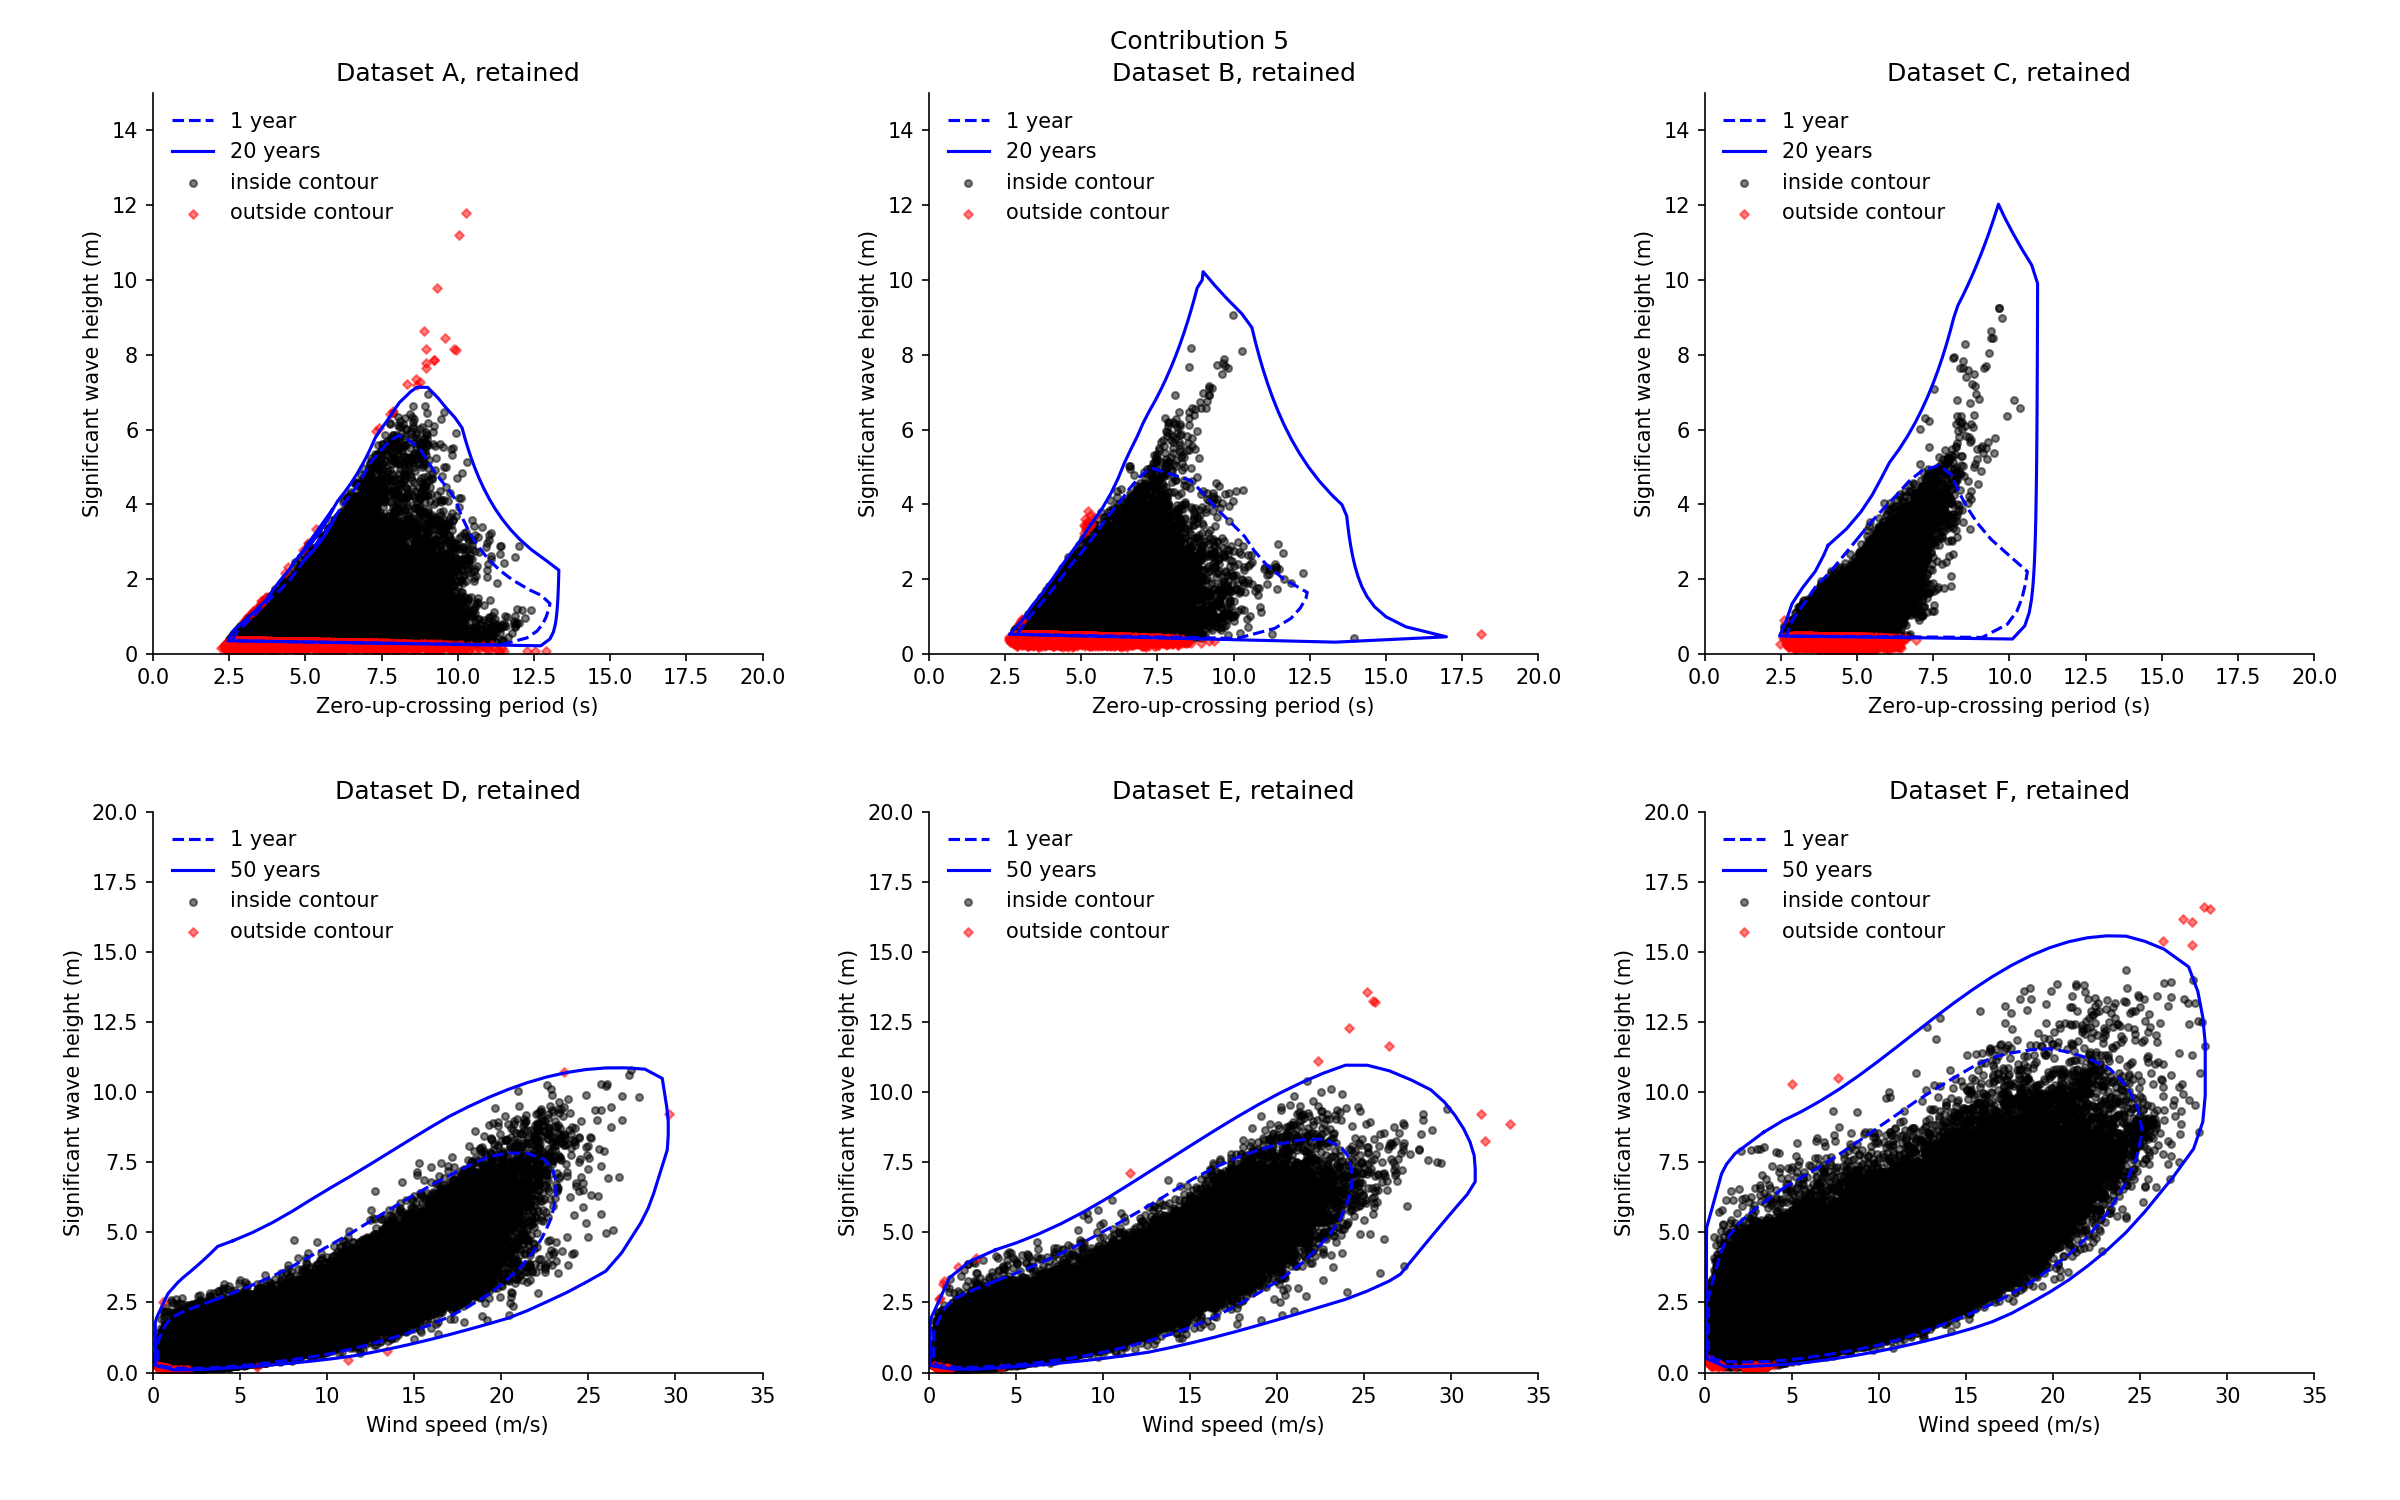 Contribution 5
Dataset A, retained
1 year
20 years
inside contour
outside contour
14
12
10
8
6
4
2
0
0.0 2.5 5.0 7.5 10.0 12.5 15.0 17.5 20.0
Significant wave height (m)
Zero-up-crossing period (s)
Dataset B, retained
1 year
20 years
inside contour
outside contour
14
12
10
8
6
4
2
0
0.0 2.5 5.0 7.5 10.0 12.5 15.0 17.5 20.0
Significant wave height (m)
Zero-up-crossing period (s)
Dataset C, retained
1 year
20 years
inside contour
outside contour
14
12
10
8
6
4
2
0
0.0 2.5 5.0 7.5 10.0 12.5 15.0 17.5 20.0
Significant wave height (m)
Zero-up-crossing period (s)
Dataset D, retained
1 year
50 years
inside contour
outside contour
20.0
17.5
15.0
12.5
10.0
7.5
5.0
2.5
0.0
0 5 10 15 20 25 30 35
Significant wave height (m)
Wind speed (m/s)
Dataset E, retained
1 year
50 years
inside contour
outside contour
20.0
17.5
15.0
12.5
10.0
7.5
5.0
2.5
0.0
0 5 10 15 20 25 30 35
Significant wave height (m)
Wind speed (m/s)
Dataset F, retained
1 year
50 years
inside contour
outside contour
20.0
17.5
15.0
12.5
10.0
7.5
5.0
2.5
0.0
0 5 10 15 20 25 30 35
Significant wave height (m)
Wind speed (m/s)